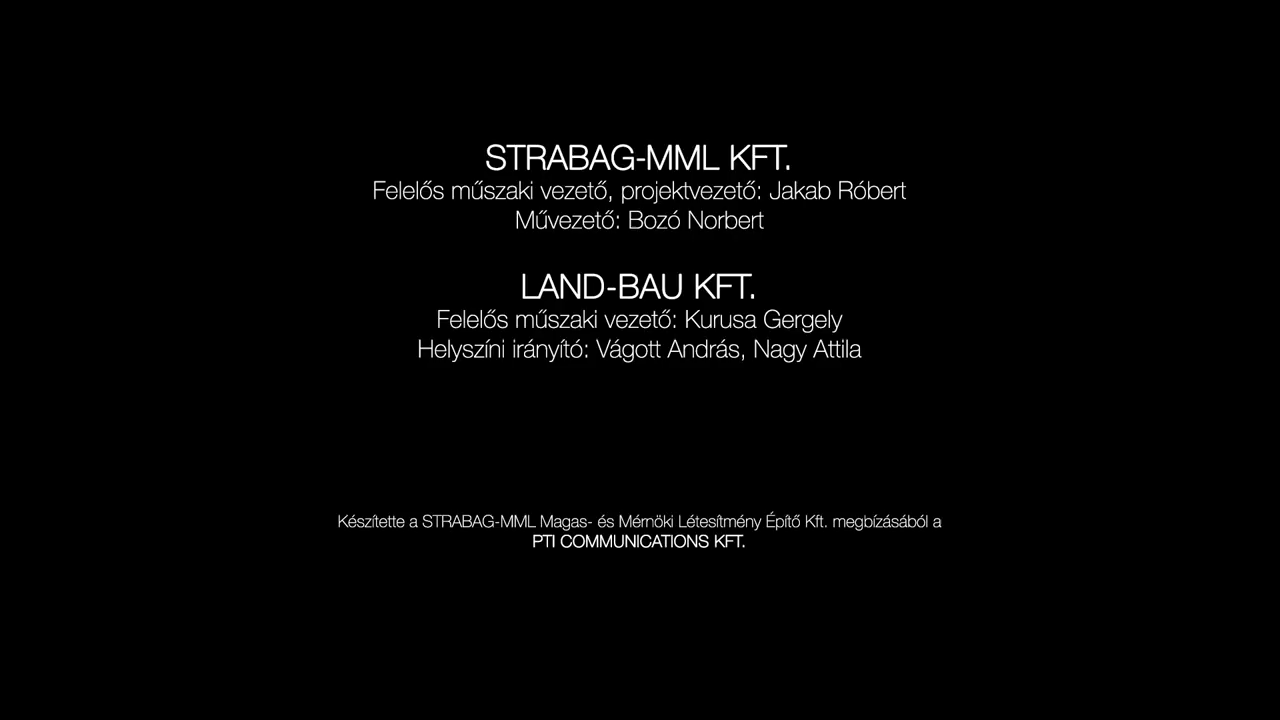 STRABAG-MML KFT.
Felelős műszaki vezető, projektvezető: Jakab Róbert
Művezető: Bozó Norbert
LAND-BAU KFT.
Felelős műszaki vezető: Kurusa Gergely
Helyszíni irányító: Vágott András, Nagy Attila
Készítette a STRABAG-MML Magas- és Mérnöki Létesítmény Építő Kft. megbízásából a
PTI COMMUNICATIONS KFT.